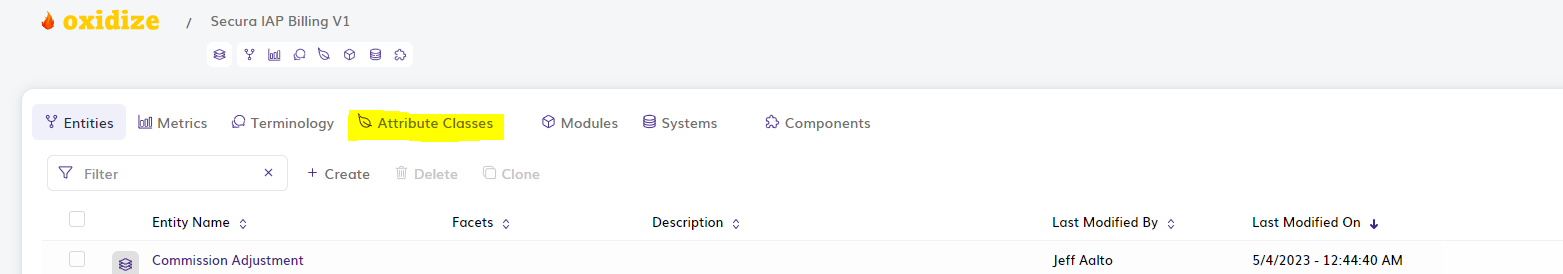 oxidize / Secura IAP Billing V1
Entities Metrics Terminology Attribute Classes Modules Systems Components
Filter × + Create Delete Clone
Entity Name Facets Description Last Modified By Last Modified On
Commission Adjustment Jeff Aalto 5/4/2023 - 12:44:40 AM